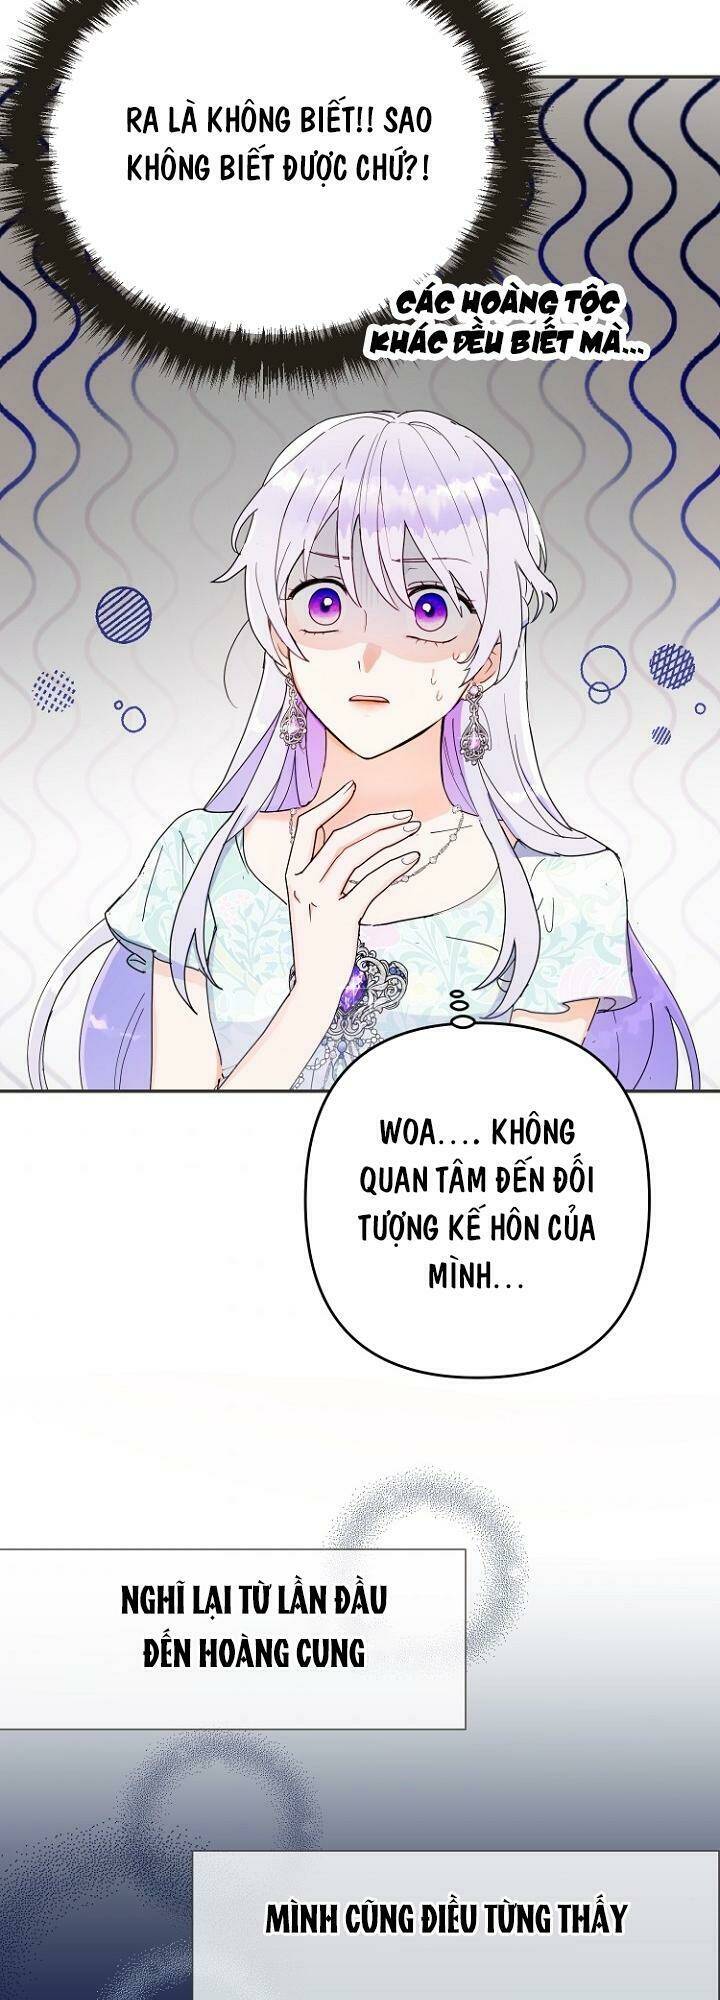 RA LÀ KHÔNG BIẾT!! SAO
KHÔNG BIẾT ĐƯỢC CHỨ?!
CÁC HOÀNG TỘC
KHÁC ĐỀU BIẾT MÀ...
WOA.... KHÔNG
QUAN TÂM ĐẾN ĐỐI
TƯỢNG KẾ HÔN CỦA
MÌNH...
NGHĨ LẠI TỪ LẦN ĐẦU
ĐẾN HOÀNG CUNG
MÌNH CŨNG ĐIỀU TỪNG THẤY